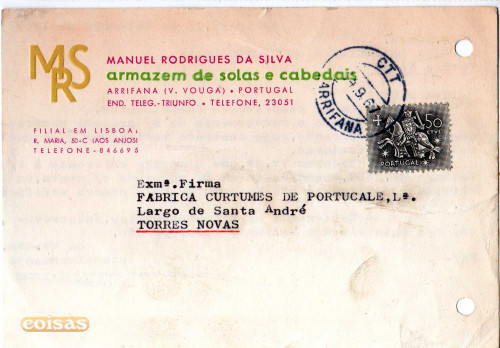 MRS
MANUEL RODRIGUES DA SILVA
armazem de solas e cabedais
ARRIFANA (V. VOUGA) • PORTUGAL
END. TELEG.-TRIUNFO • TELEFONE, 23051
CTT
ARRIFANA
50
CTVS
PORTUGAL
FILIAL EM LISBOA:
R. MARIA, 50-C (AOS ANJOS)
TELEFONE-846695
Exmª.Firma
FABRICA CURTUMES DE PORTUCALE,Lª.
Largo de Santa André
TORRES NOVAS
coisas